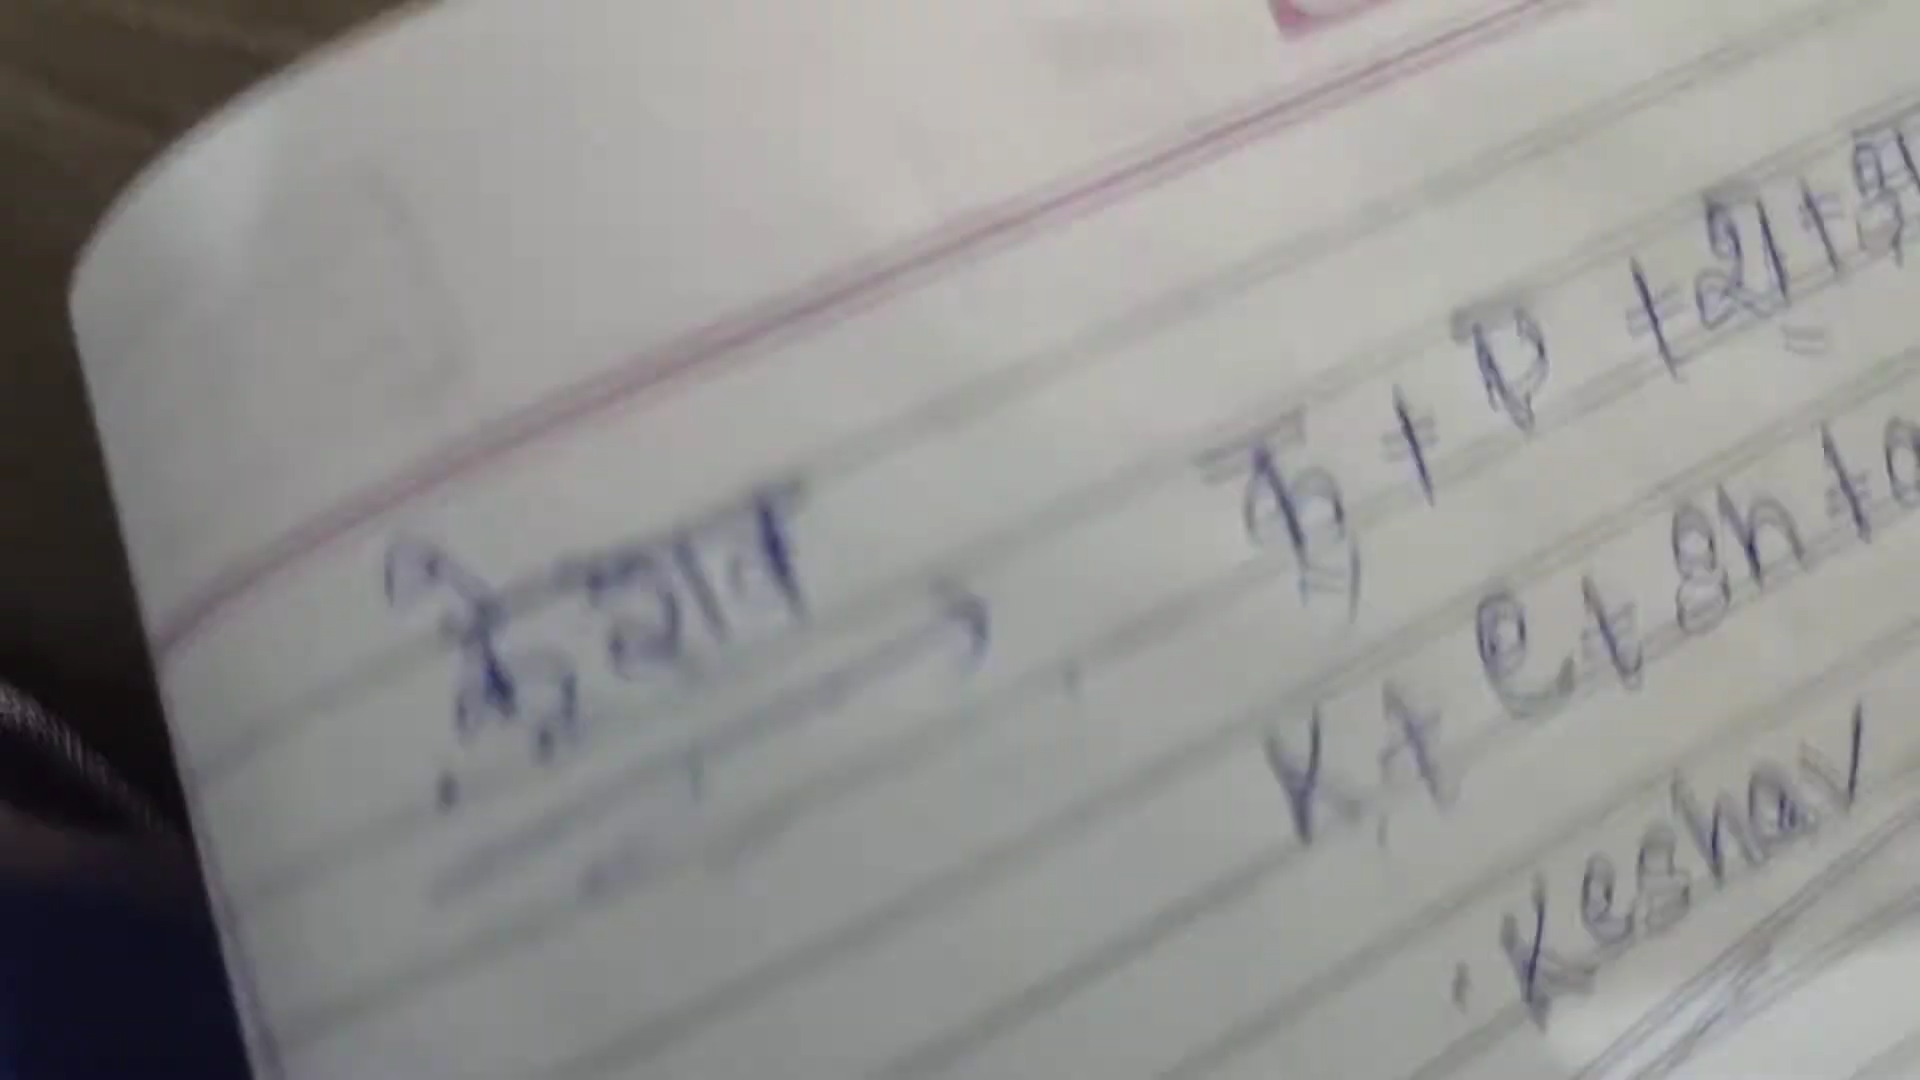 केशव → क + ए + श + व
K + e + sh + a
Keshav